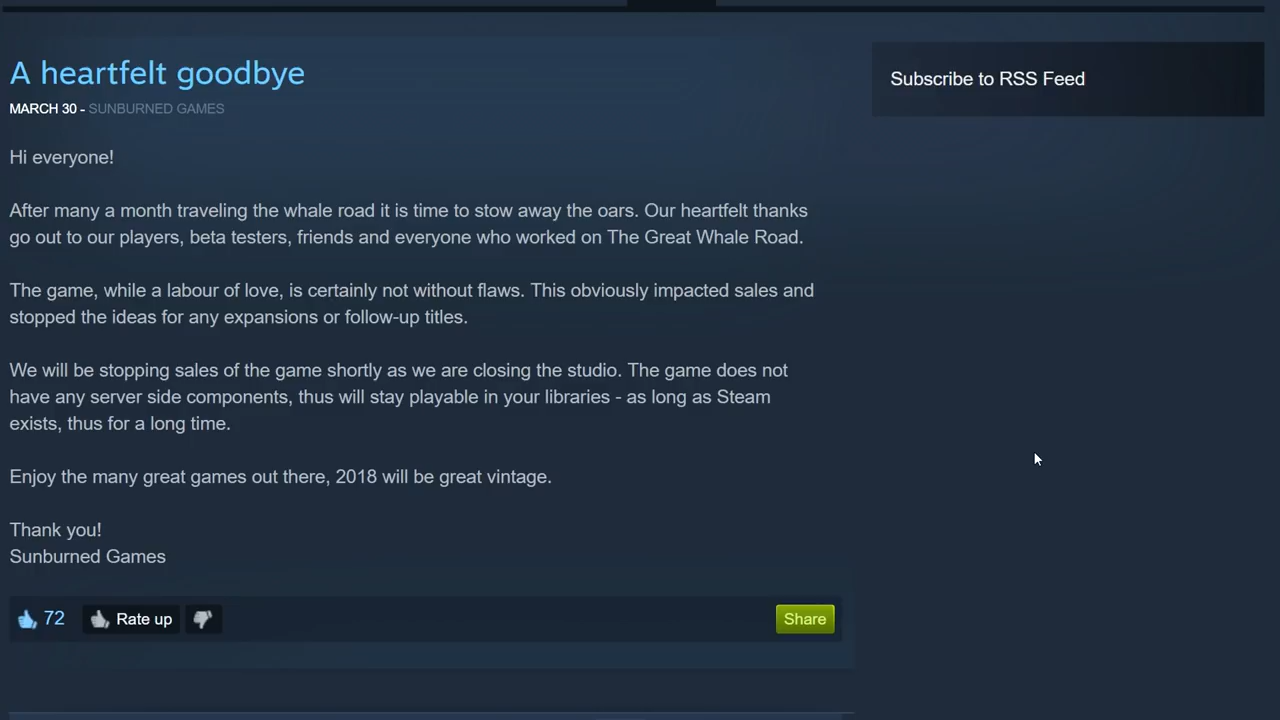 A heartfelt goodbye
MARCH 30 - SUNBURNED GAMES
Subscribe to RSS Feed
Hi everyone!
After many a month traveling the whale road it is time to stow away the oars. Our heartfelt thanks
go out to our players, beta testers, friends and everyone who worked on The Great Whale Road.
The game, while a labour of love, is certainly not without flaws. This obviously impacted sales and
stopped the ideas for any expansions or follow-up titles.
We will be stopping sales of the game shortly as we are closing the studio. The game does not
have any server side components, thus will stay playable in your libraries - as long as Steam
exists, thus for a long time.
Enjoy the many great games out there, 2018 will be great vintage.
Thank you!
Sunburned Games
72 Rate up Share